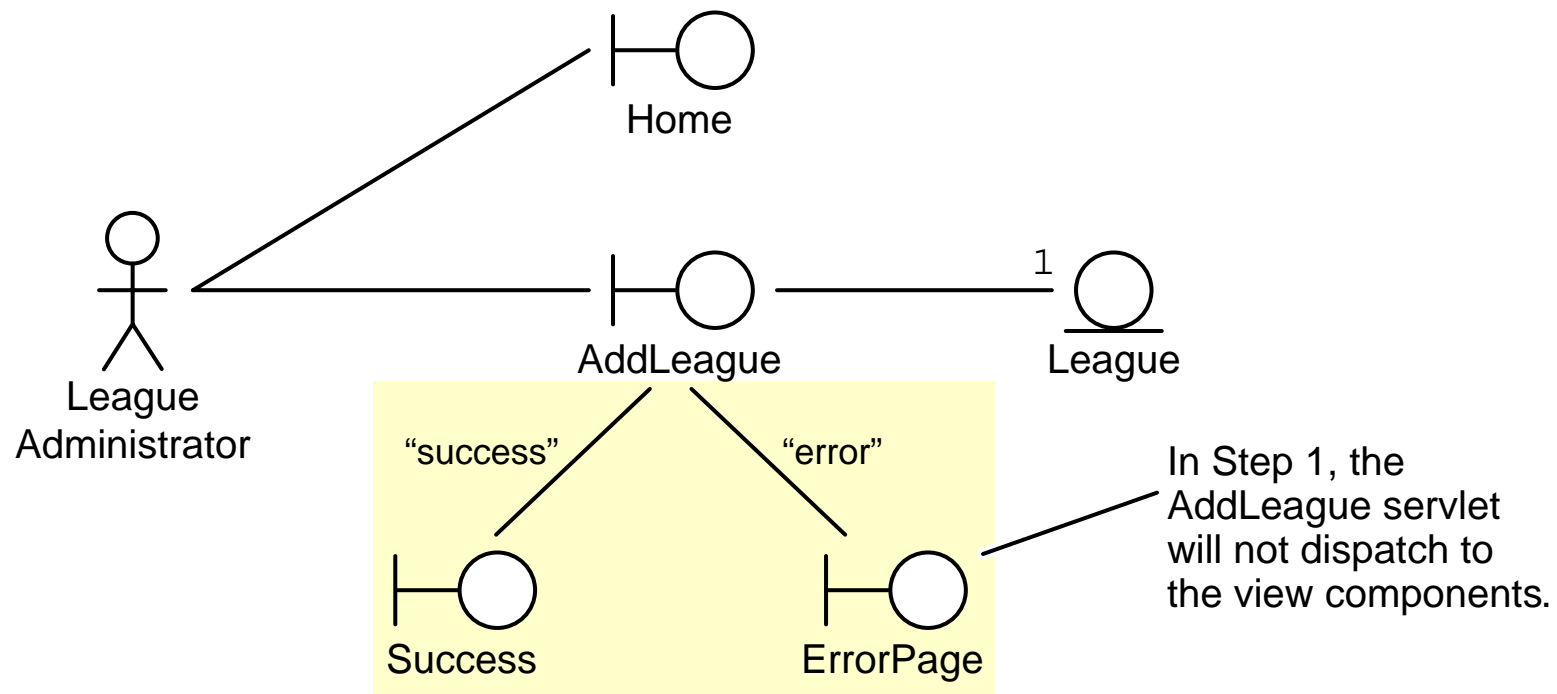 Home
1
AddLeague
League
League
Administrator
“success”
“error”
In Step 1, the
AddLeague servlet
will not dispatch to
the view components.
Success
ErrorPage